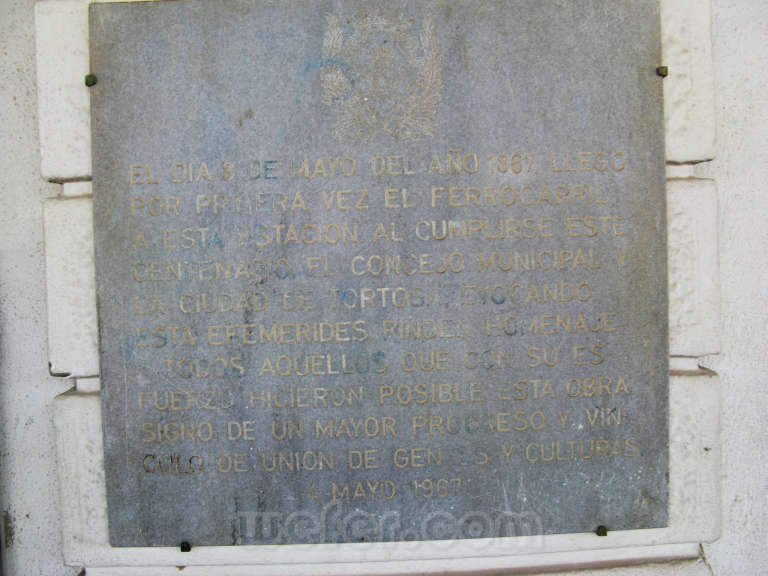 EL DIA 8 DE MAYO DEL AÑO 1867, LLEGO
POR PRIMERA VEZ EL FERROCARRIL
A ESTA ESTACION. AL CUMPLIRSE ESTE
CENTENARIO, EL CONCEJO MUNICIPAL Y
LA CIUDAD DE TORTOSA, EVOCANDO
ESTA EFEMERIDES RINDEN HOMENAJE
A TODOS AQUELLOS QUE CON SU ES
FUERZO HICIERON POSIBLE ESTA OBRA
SIGNO DE UN MAYOR PROGRESO Y VIN
CULO DE UNION DE GENTES Y CULTURAS
MAYO 1967
wefer.com